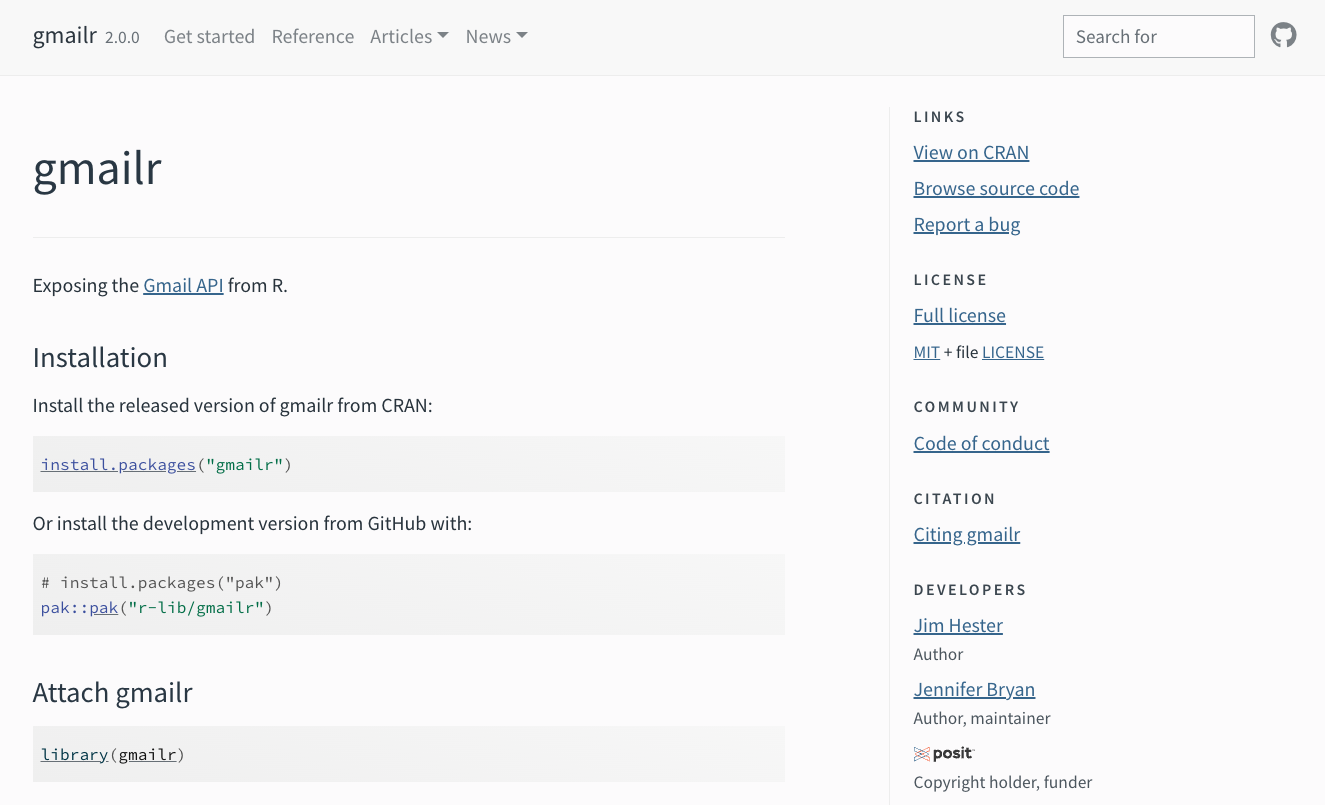 gmailr 2.0.0 Get started Reference Articles News Search for
gmailr
Exposing the Gmail API from R.
Installation
Install the released version of gmailr from CRAN:
install.packages("gmailr")
Or install the development version from GitHub with:
# install.packages("pak")
pak::pak("r-lib/gmailr")
Attach gmailr
library(gmailr)
LINKS
View on CRAN
Browse source code
Report a bug
LICENSE
Full license
MIT + file LICENSE
COMMUNITY
Code of conduct
CITATION
Citing gmailr
DEVELOPERS
Jim Hester
Author
Jennifer Bryan
Author, maintainer
posit
Copyright holder, funder